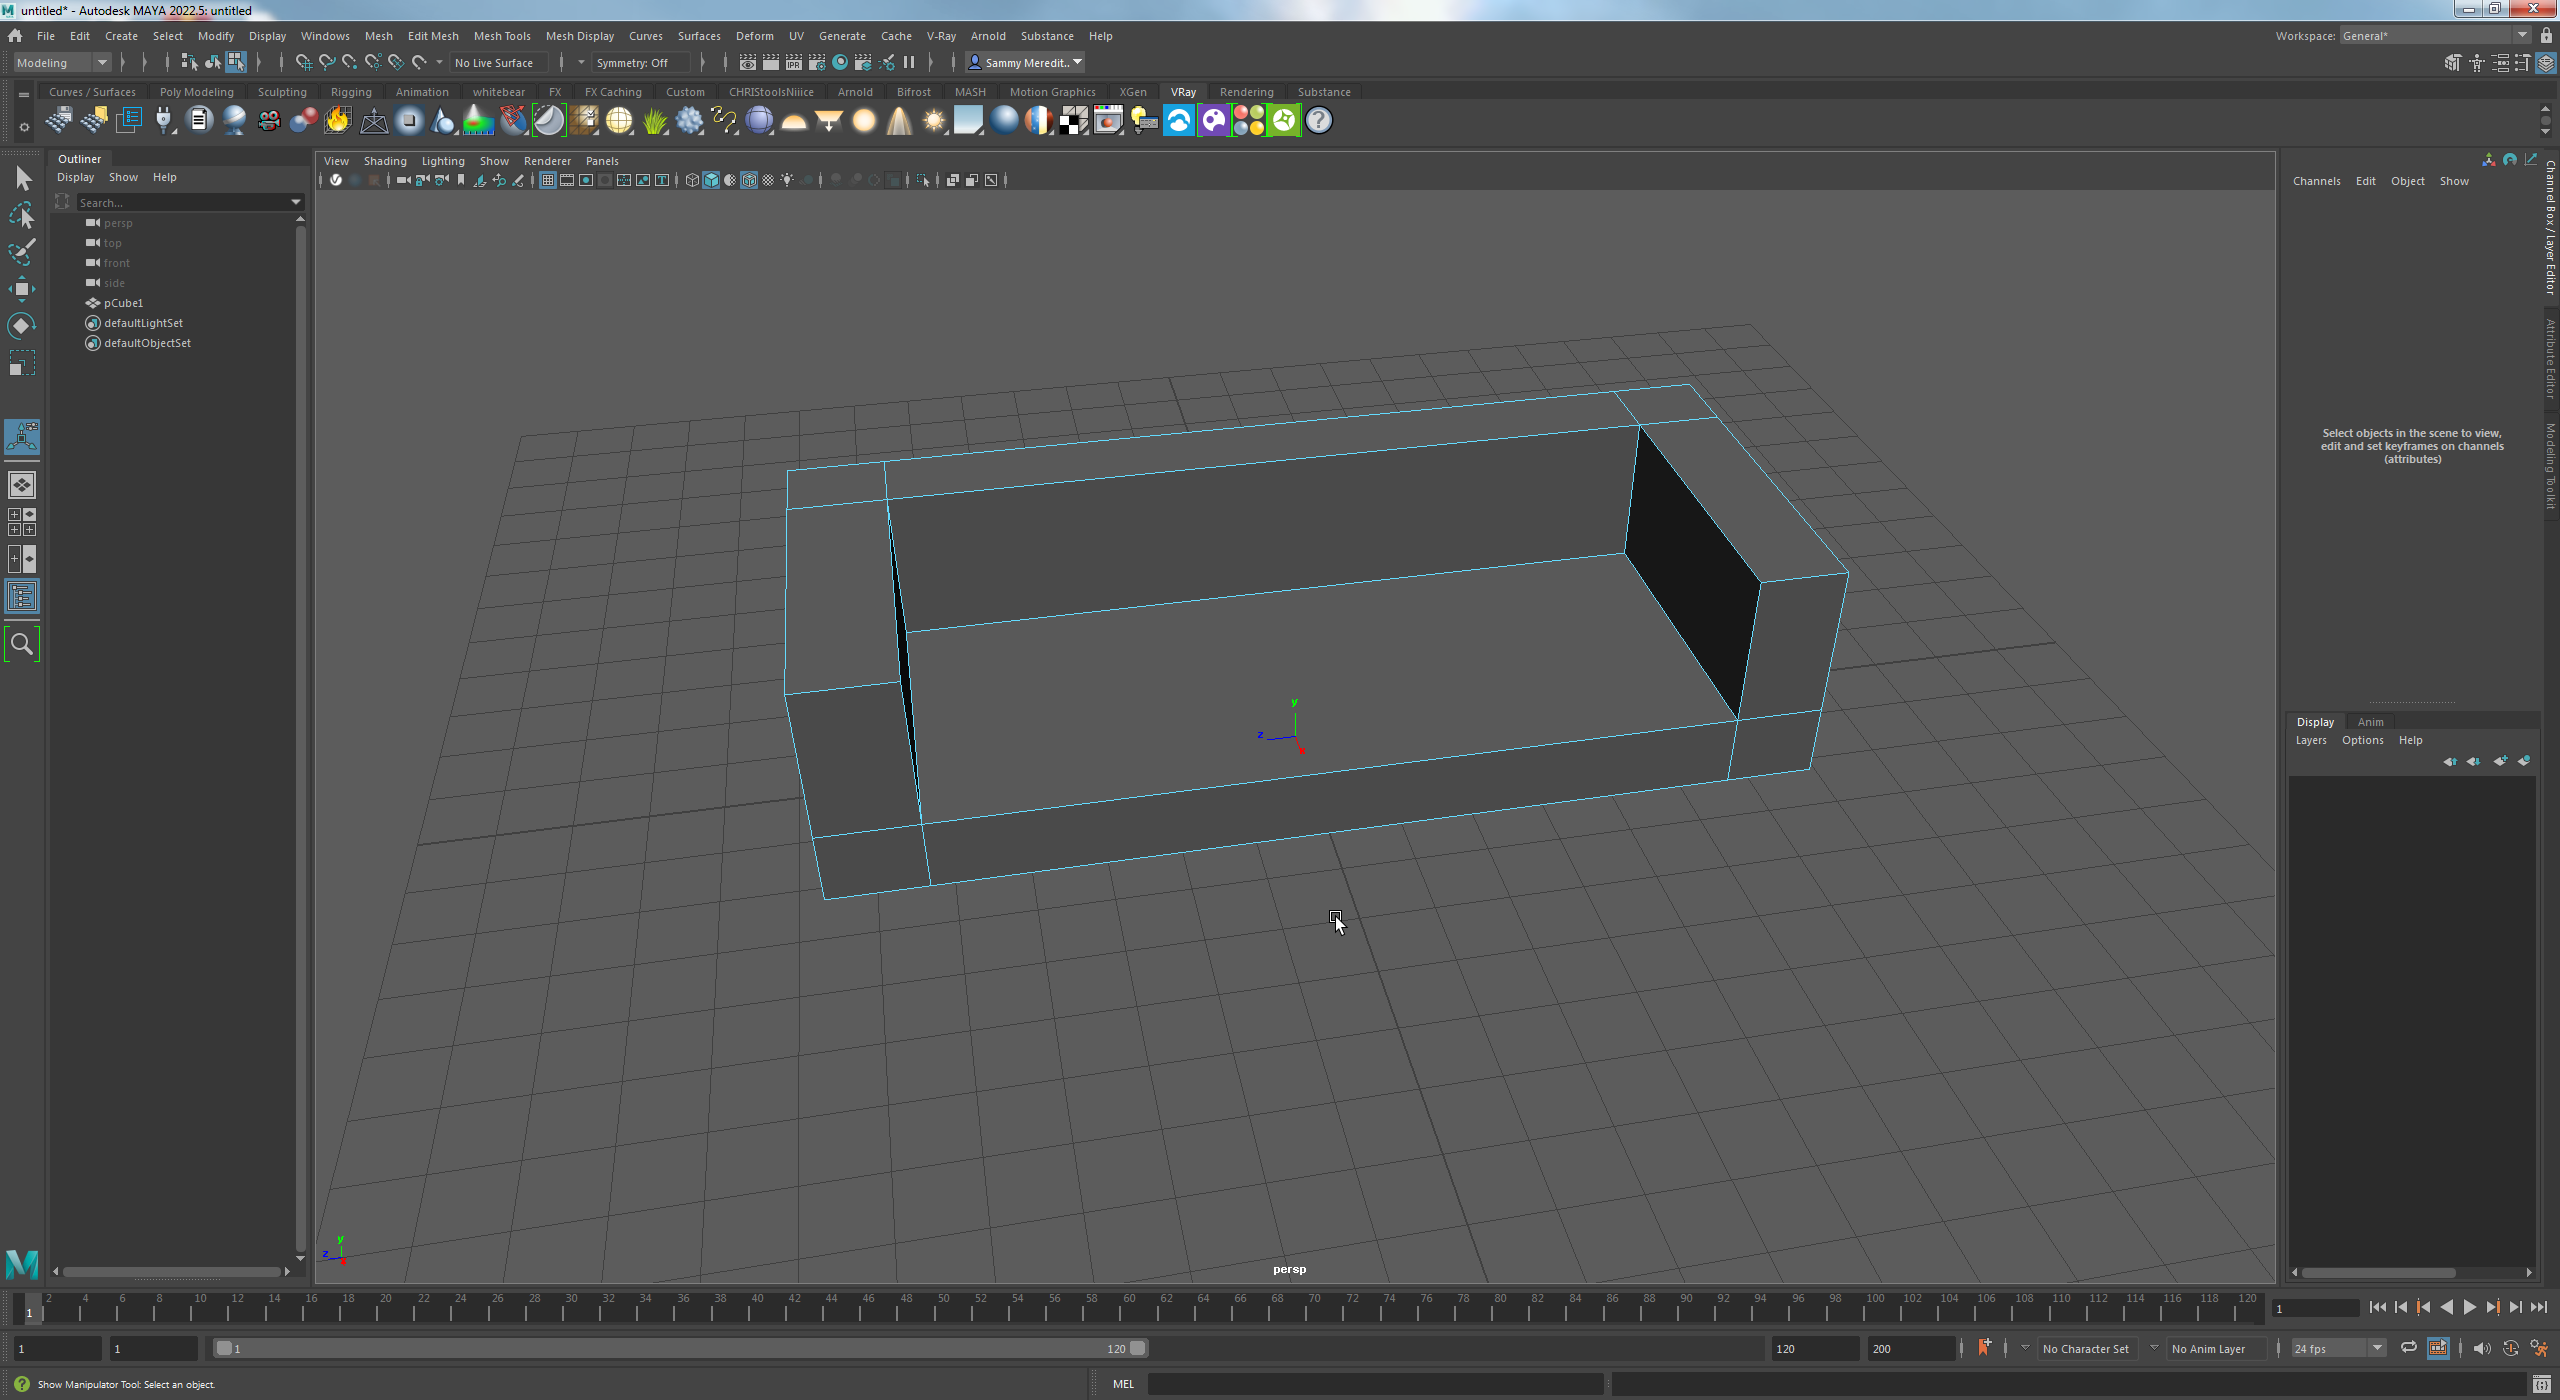 untitled* - Autodesk MAYA 2022.5: untitled
File Edit Create Select Modify Display Windows Mesh Edit Mesh Mesh Tools Mesh Display Curves Surfaces Deform UV Generate Cache V-Ray Arnold Substance Help Workspace: General*
Modeling No Live Surface Symmetry: Off IPR Sammy Meredit..
Curves / Surfaces Poly Modeling Sculpting Rigging Animation whitebear FX FX Caching Custom CHRIStoolsNiiice Arnold Bifrost MASH Motion Graphics XGen VRay Rendering Substance
Outliner
Display Show Help
Search...
persp
top
front
side
pCube1
defaultLightSet
defaultObjectSet
View Shading Lighting Show Renderer Panels
y
z
x
y
z
x
persp
Channels Edit Object Show
Channel Box / Layer Editor
Attribute Editor
Modeling Toolkit
Select objects in the scene to view,
edit and set keyframes on channels
(attributes)
Display Anim
Layers Options Help
1 2 4 6 8 10 12 14 16 18 20 22 24 26 28 30 32 34 36 38 40 42 44 46 48 50 52 54 56 58 60 62 64 66 68 70 72 74 76 78 80 82 84 86 88 90 92 94 96 98 100 102 104 106 108 110 112 114 116 118 120 1
1 1 1 120 120 200 No Character Set No Anim Layer 24 fps
Show Manipulator Tool: Select an object. MEL